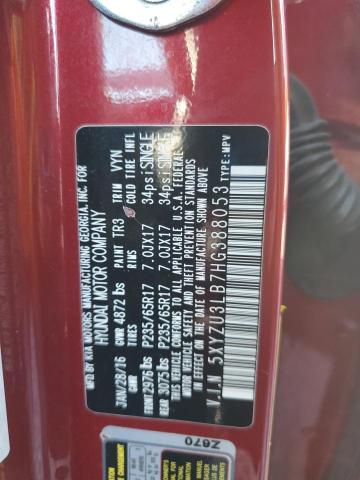 MFD BY KIA MOTORS MANUFACTURING GEORGIA, INC. FOR
HYUNDAI MOTOR COMPANY
JAN/28/16 GVWR 4872 lbs PAINT TR3 TRIM VYN
COLD TIRE INFL
FRONT 2976 lbs P235/65R17 7.0JX17 34psi SINGLE
REAR 3075 lbs P235/65R17 7.0JX17 34psi SINGLE
THIS VEHICLE CONFORMS TO ALL APPLICABLE U.S.A. FEDERAL
MOTOR VEHICLE SAFETY, BUMPER, AND THEFT PREVENTION
STANDARDS IN EFFECT ON THE DATE OF MANUFACTURE SHOWN ABOVE
V.I.N 5XYZU3LB7HG388053
TYPE: MPV
Z670